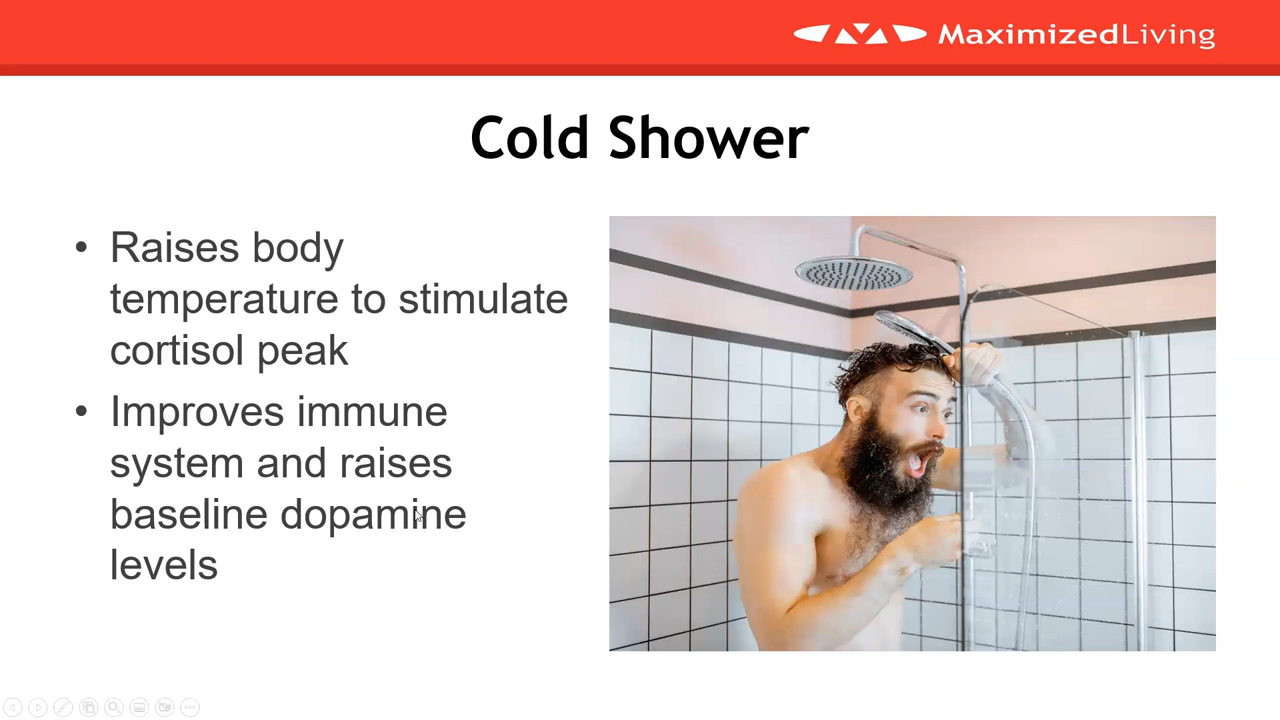 MaximizedLiving
Cold Shower
• Raises body
temperature to stimulate
cortisol peak
• Improves immune
system and raises
baseline dopamine
levels